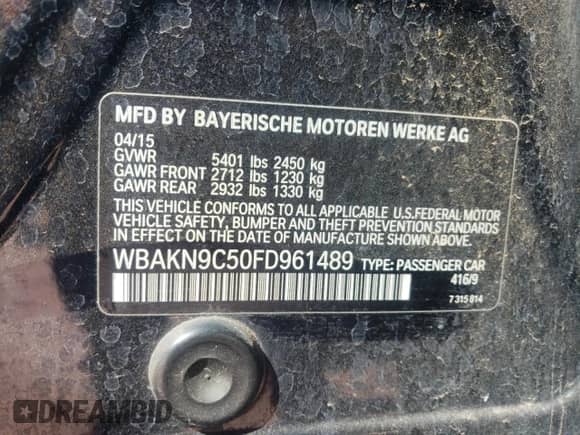 MFD BY BAYERISCHE MOTOREN WERKE AG
04/15
GVWR 5401 lbs 2450 kg
GAWR FRONT 2712 lbs 1230 kg
GAWR REAR 2932 lbs 1330 kg
THIS VEHICLE CONFORMS TO ALL APPLICABLE U.S.FEDERAL MOTOR
VEHICLE SAFETY, BUMPER AND THEFT PREVENTION STANDARDS
IN EFFECT ON THE DATE OF MANUFACTURE SHOWN ABOVE.
WBAKN9C50FD961489 TYPE: PASSENGER CAR
416/9
7 315 814
DREAMBID